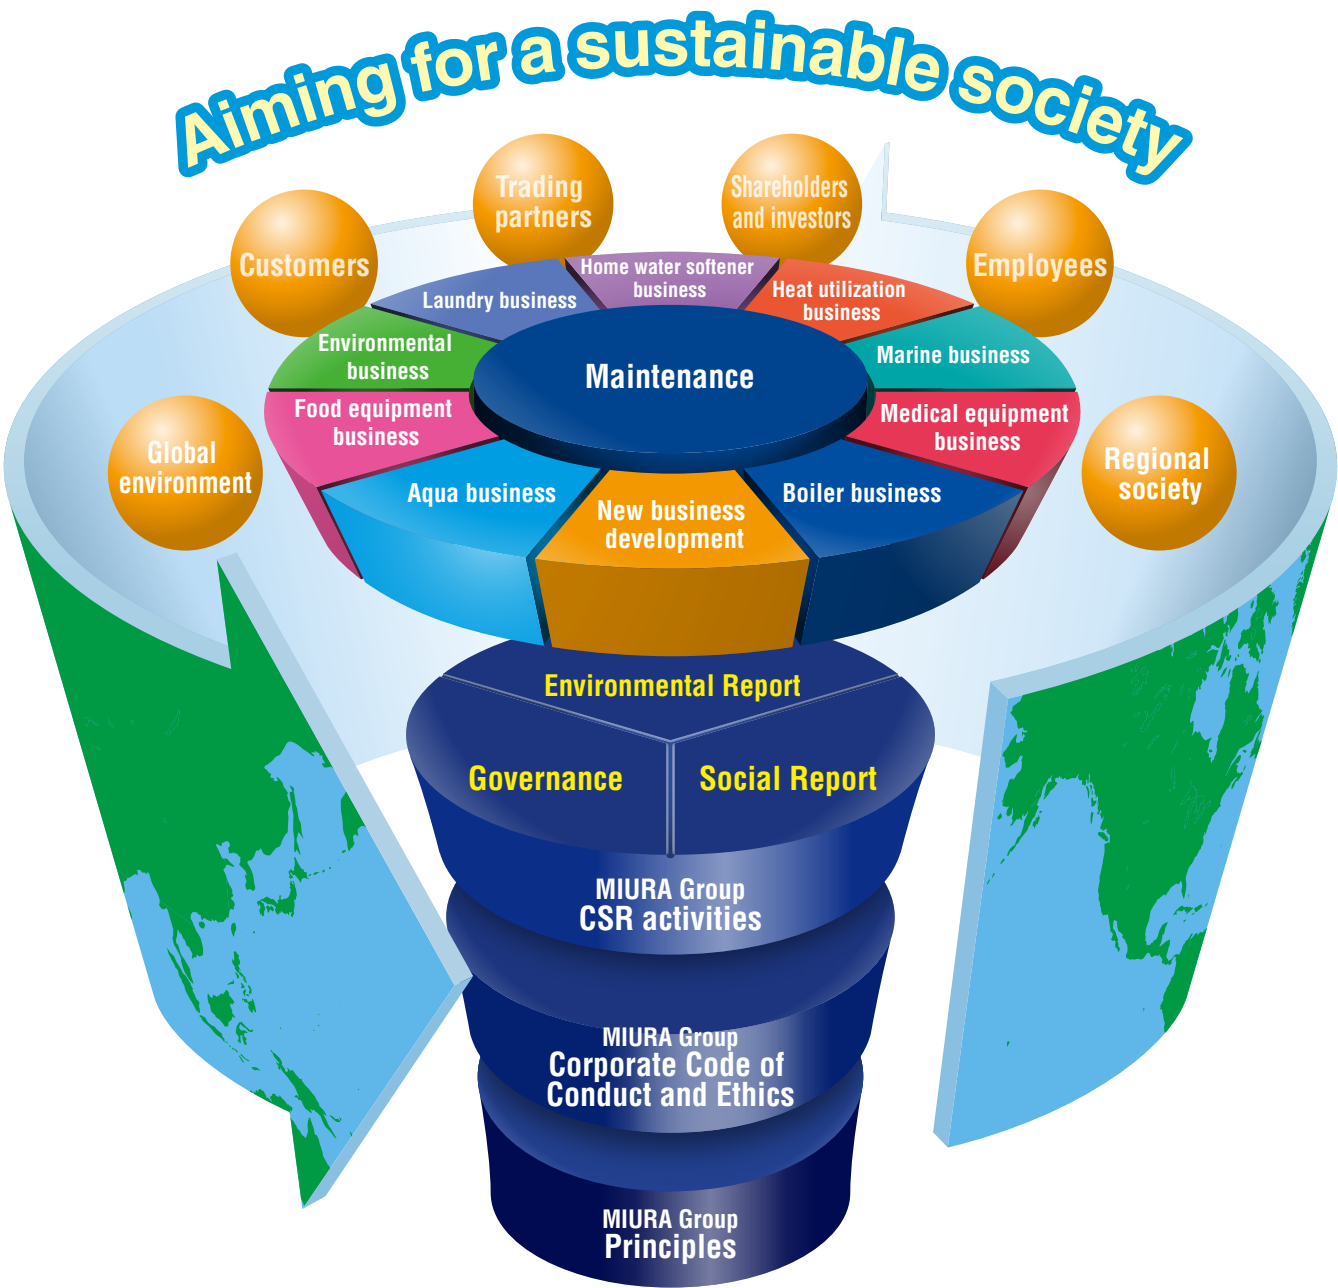 Aiming for a sustainable society
Trading
partners
Shareholders
and investors
Customers
Employees
Home water softener
business
Laundry business
Heat utilization
business
Environmental
business
Marine business
Maintenance
Food equipment
business
Medical equipment
business
Global
environment
Regional
society
Aqua business
Boiler business
New business
development
Environmental Report
Governance
Social Report
MIURA Group
CSR activities
MIURA Group
Corporate Code of
Conduct and Ethics
MIURA Group
Principles